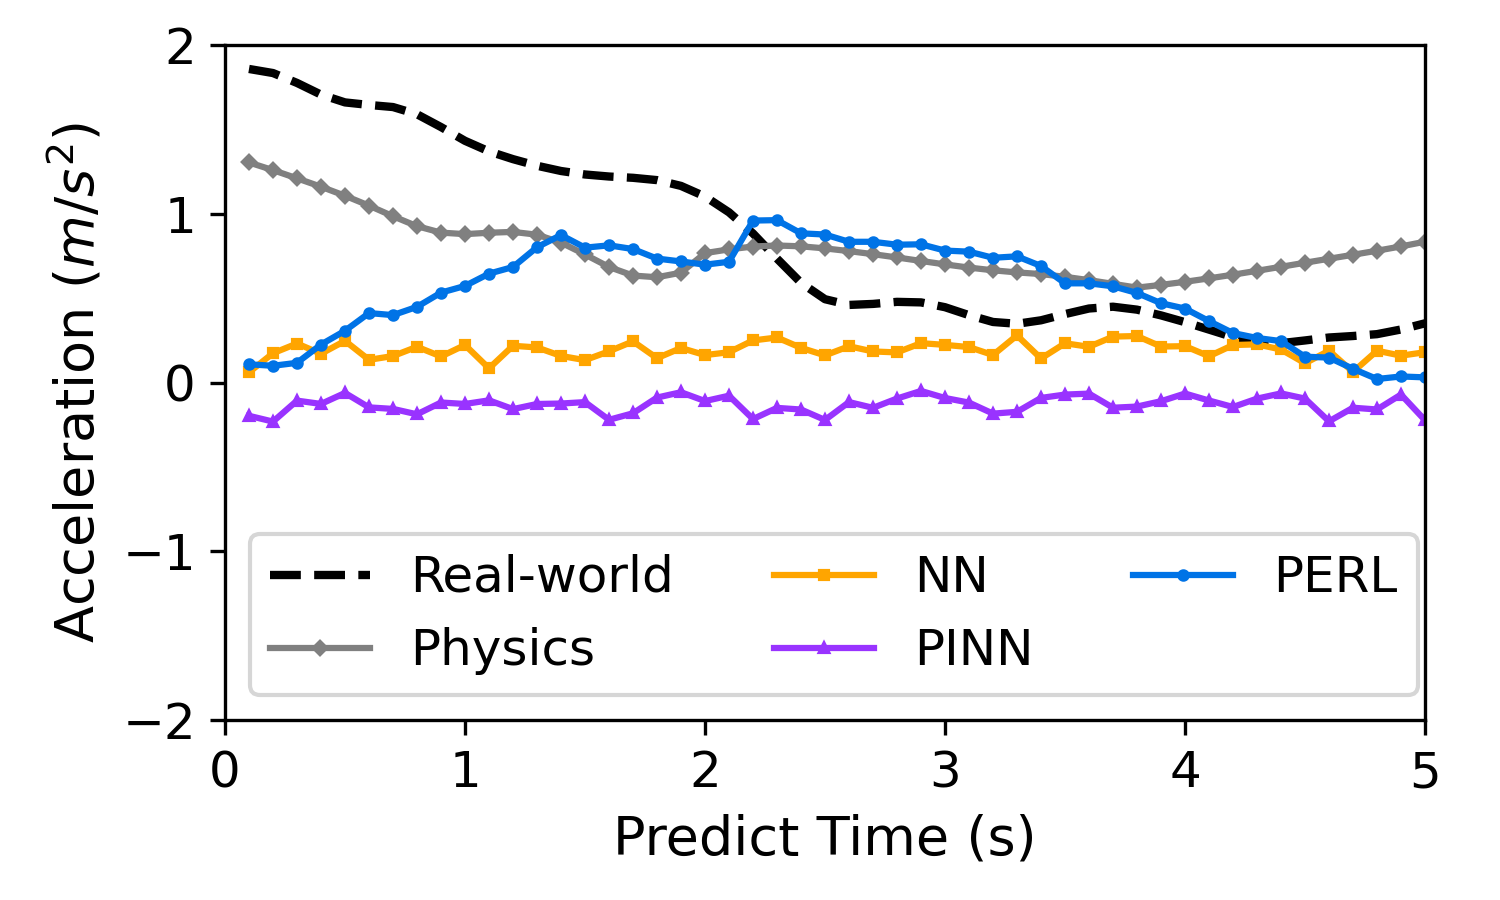 Acceleration (m/s²)
2
1
0
−1
−2
Real-world
NN
PERL
Physics
PINN
0 1 2 3 4 5
Predict Time (s)